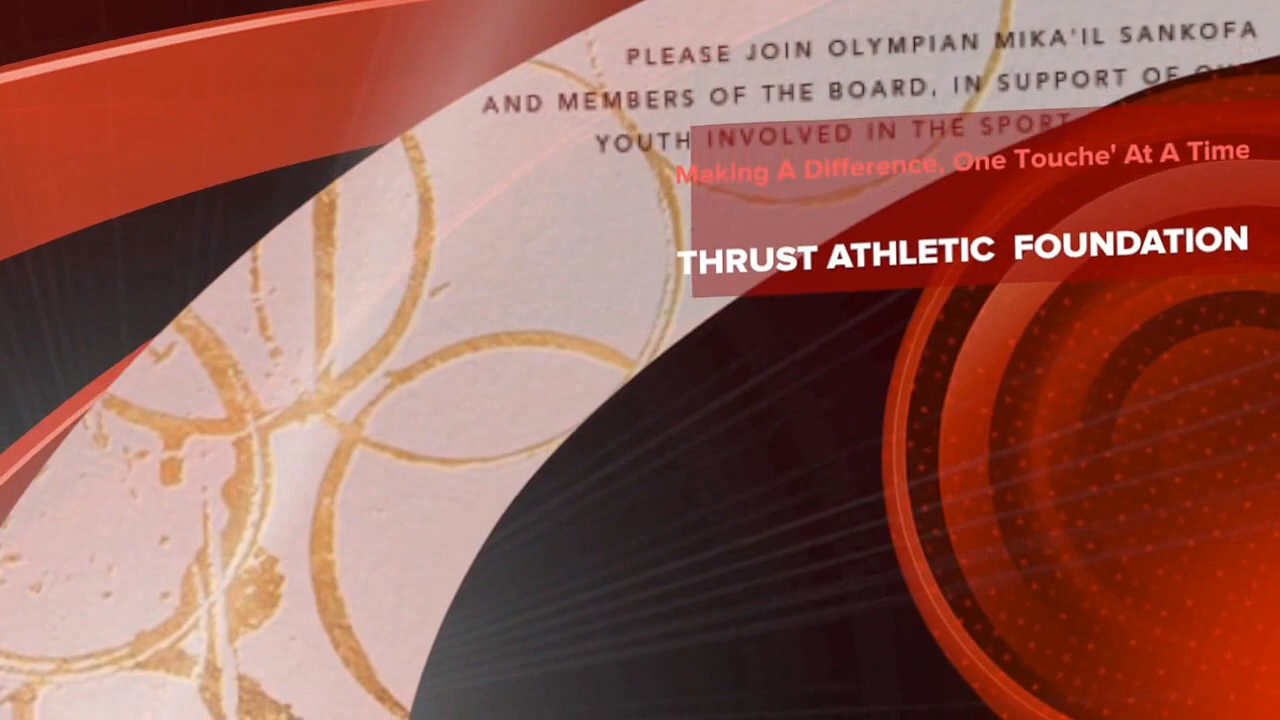 PLEASE JOIN OLYMPIAN MIKA'IL SANKOFA
AND MEMBERS OF THE BOARD, IN SUPPORT OF
YOUTH INVOLVED IN THE SPORT
Making A Difference, One Touche' At A Time
THRUST ATHLETIC FOUNDATION